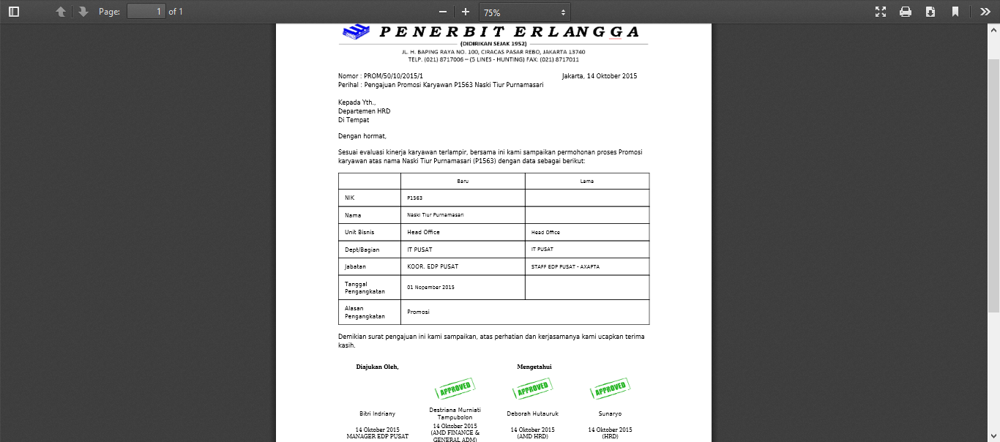 Page: 1 of 1
75%
PENERBIT ERLANGGA
(DIDIRIKAN SEJAK 1952)
JL. H. BAPING RAYA NO. 100, CIRACAS PASAR REBO, JAKARTA 13740
TELP. (021) 8717006 – (5 LINES - HUNTING) FAX: (021) 8717011
Nomor : PROM/50/10/2015/1 Jakarta, 14 Oktober 2015
Perihal : Pengajuan Promosi Karyawan P1563 Naski Tiur Purnamasari
Kepada Yth.,
Departemen HRD
Di Tempat
Dengan hormat,
Sesuai evaluasi kinerja karyawan terlampir, bersama ini kami sampaikan permohonan proses Promosi
karyawan atas nama Naski Tiur Purnamasari (P1563) dengan data sebagai berikut:
Baru Lama
NIK P1563
Nama Naski Tiur Purnamasari
Unit Bisnis Head Office Head Office
Dept/Bagian IT PUSAT IT PUSAT
Jabatan KOOR. EDP PUSAT STAFF EDP PUSAT - AXAPTA
Tanggal
Pengangkatan 01 Nopember 2015
Alasan
Pengangkatan Promosi
Demikian surat pengajuan ini kami sampaikan, atas perhatian dan kerjasamanya kami ucapkan terima
kasih.
Diajukan Oleh, Mengetahui
APPROVED APPROVED APPROVED
Bitri Indriany Destriana Murniati Tampubolon Deborah Hutauruk Sunaryo
14 Oktober 2015 14 Oktober 2015 14 Oktober 2015 14 Oktober 2015
MANAGER EDP PUSAT (AMD FINANCE & GENERAL ADM) (AMD HRD) (HRD)